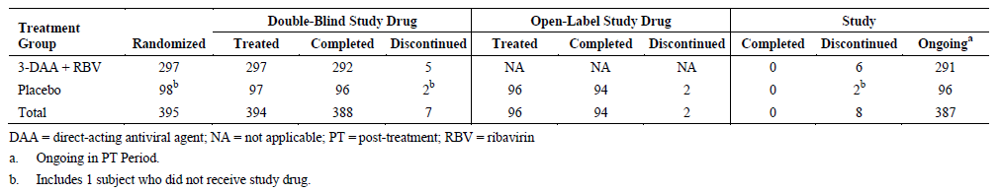 Treatment Group Randomized Double-Blind Study Drug Open-Label Study Drug Study
Treated Completed Discontinued Treated Completed Discontinued Completed Discontinued Ongoingᵃ
3-DAA + RBV 297 297 292 5 NA NA NA 0 6 291
Placebo 98ᵇ 97 96 2ᵇ 96 94 2 0 2ᵇ 96
Total 395 394 388 7 96 94 2 0 8 387
DAA = direct-acting antiviral agent; NA = not applicable; PT = post-treatment; RBV = ribavirin
a. Ongoing in PT Period.
b. Includes 1 subject who did not receive study drug.